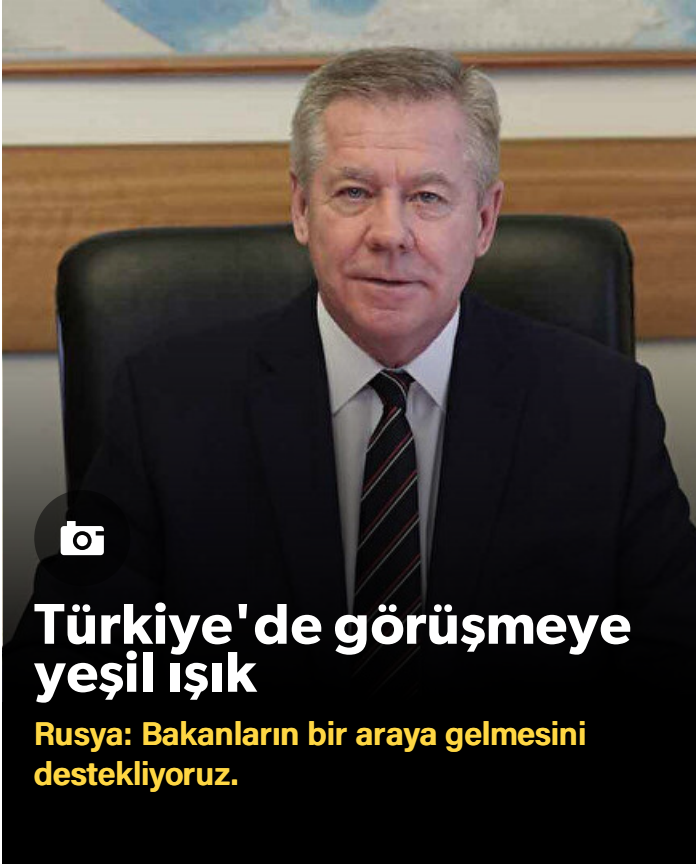 Türkiye'de görüşmeye
yeşil ışık
Rusya: Bakanların bir araya gelmesini
destekliyoruz.